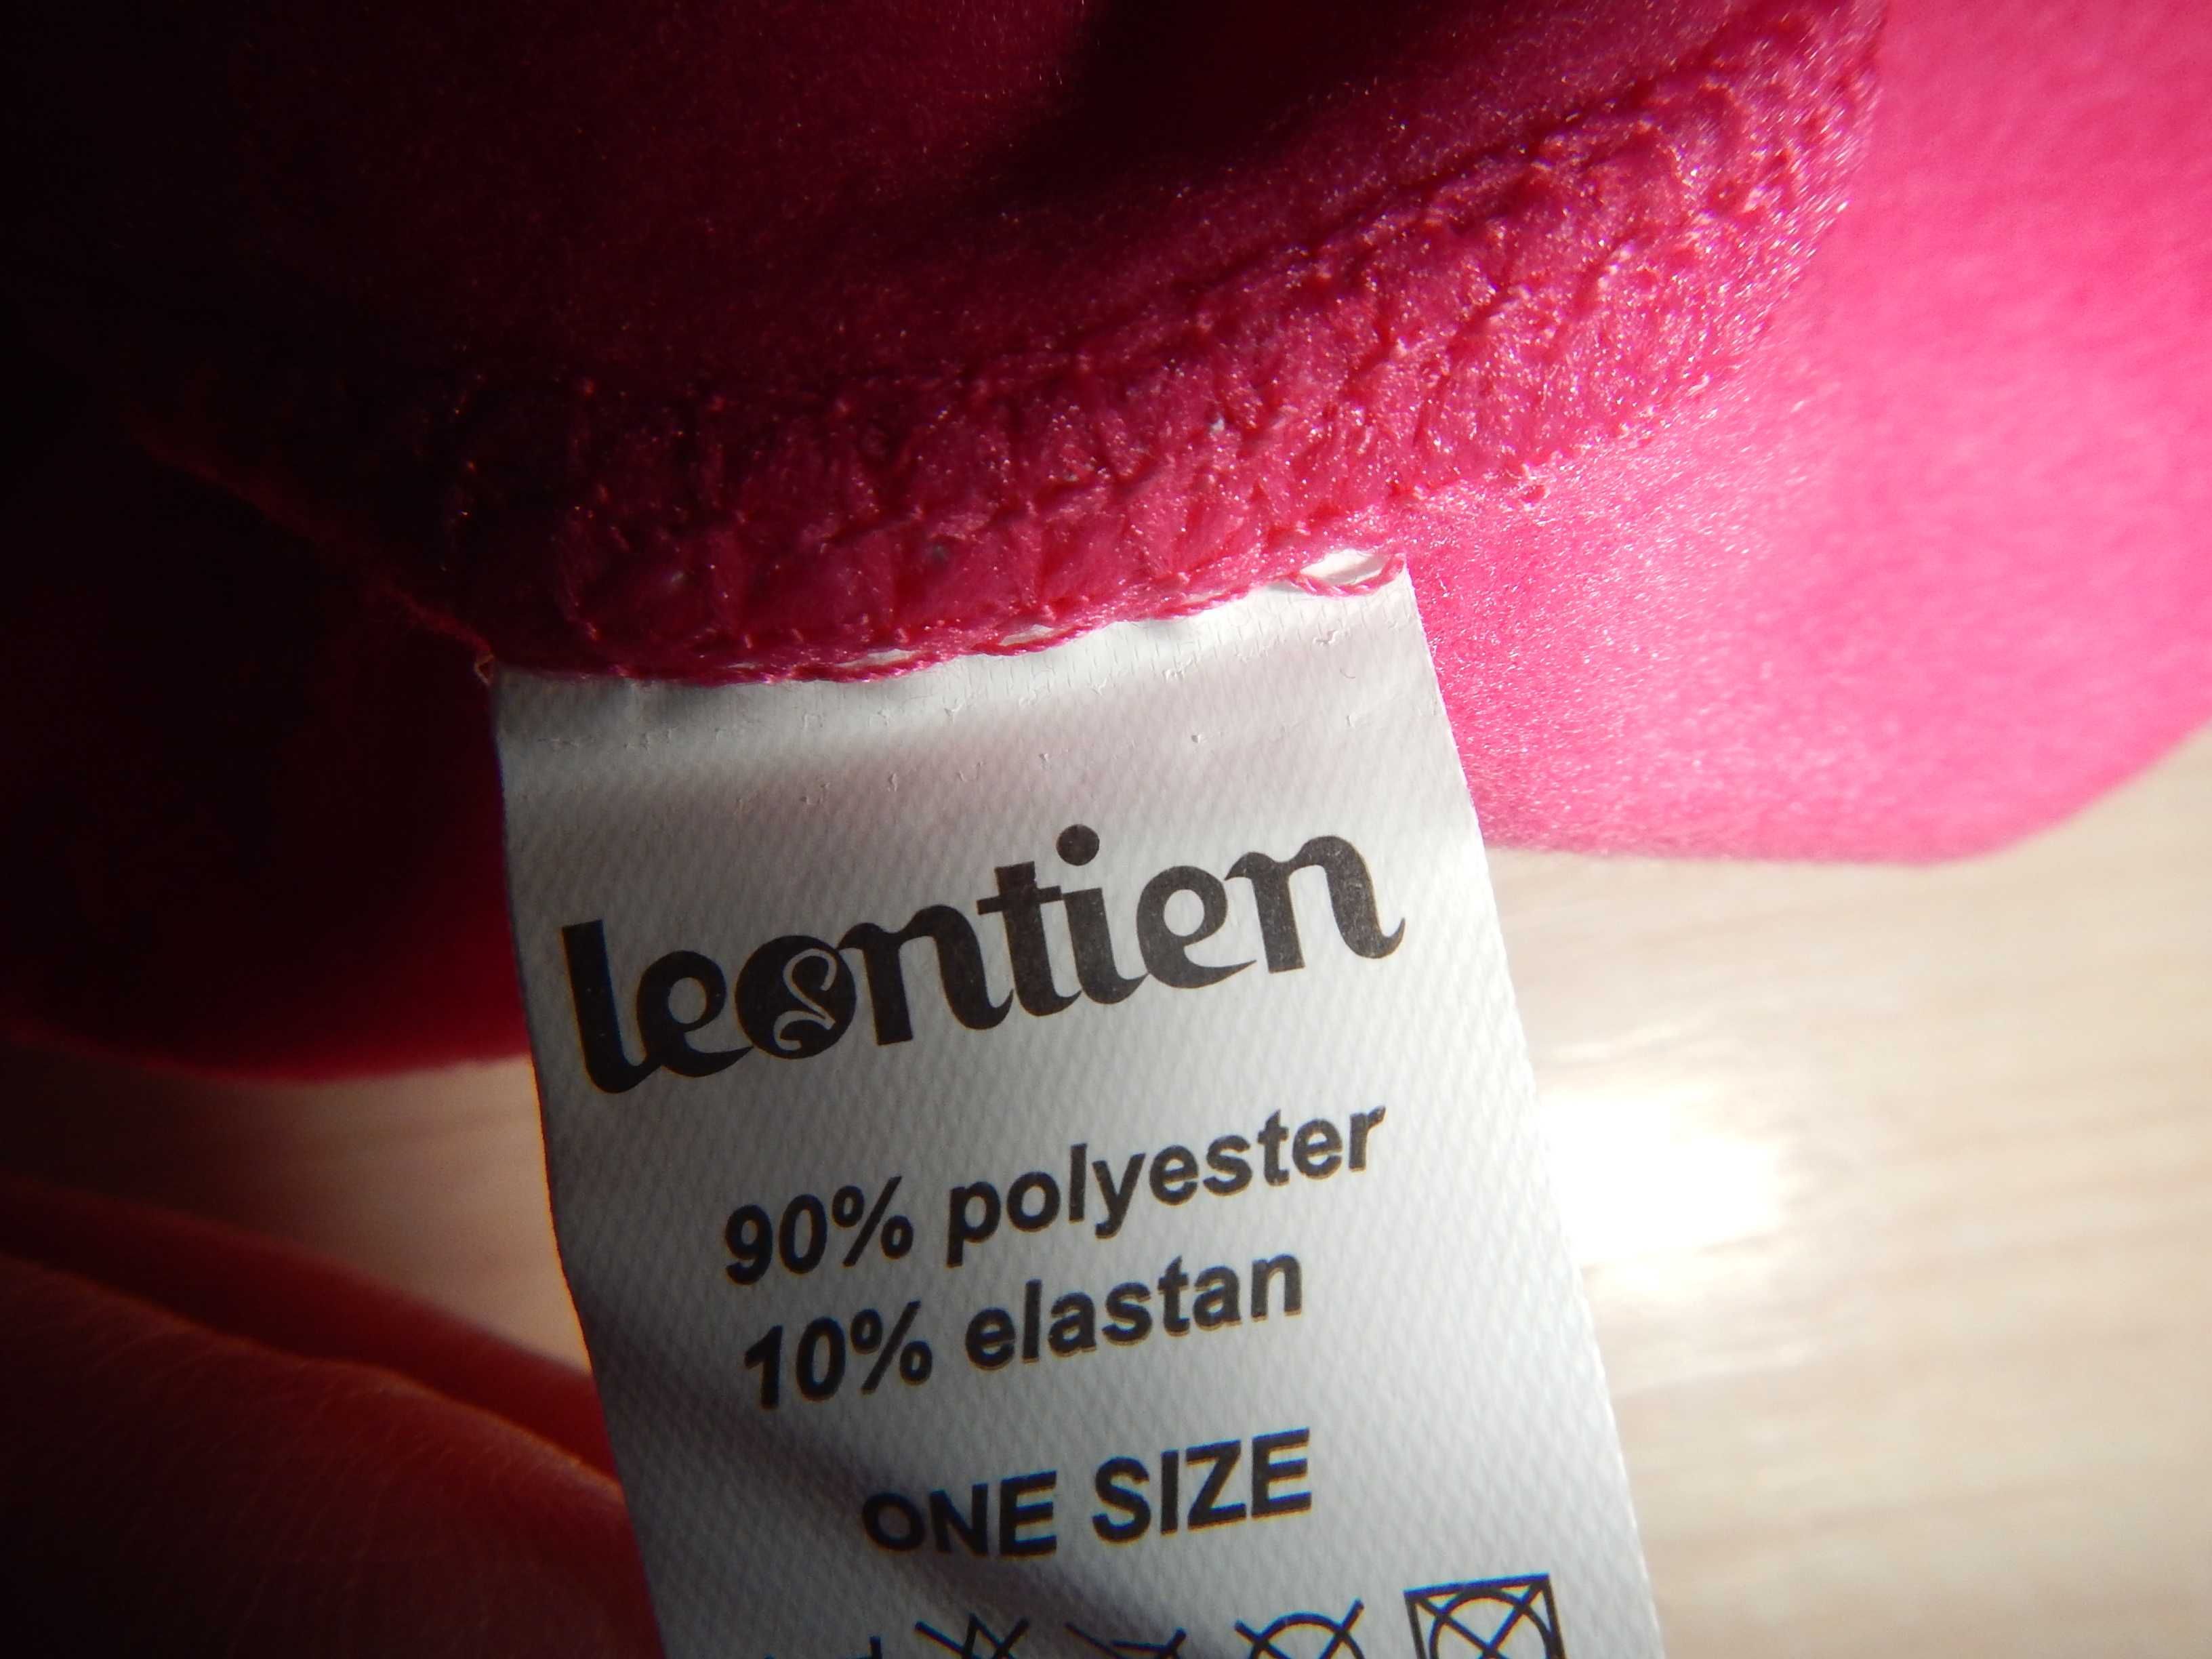 leontien
90% polyester
10% elastan
ONE SIZE